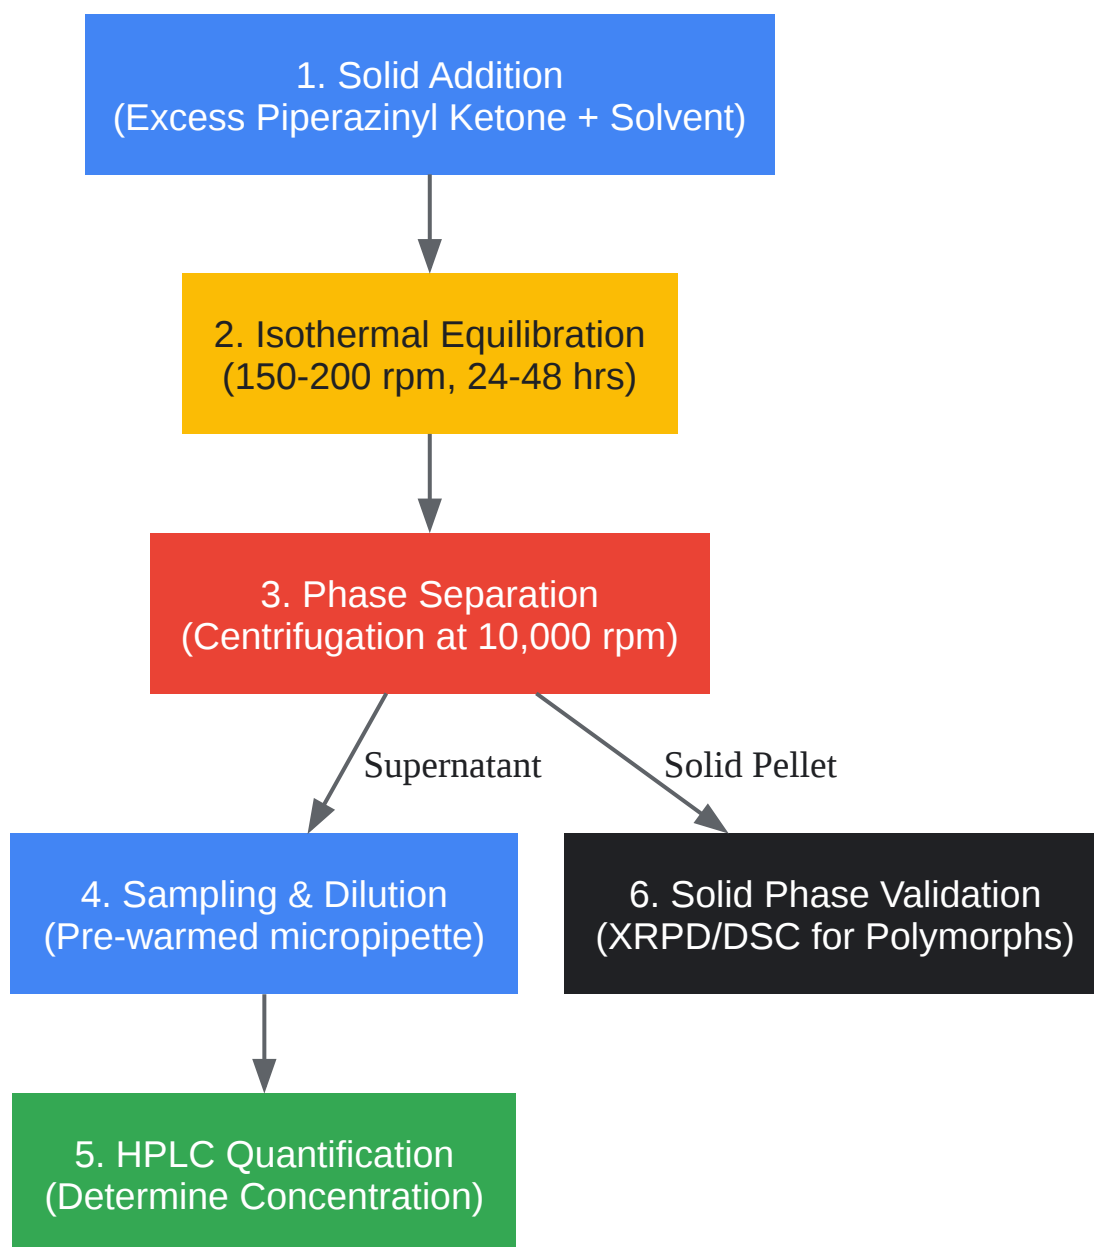 1. Solid Addition
(Excess Piperazinyl Ketone + Solvent)
2. Isothermal Equilibration
(150-200 rpm, 24-48 hrs)
3. Phase Separation
(Centrifugation at 10,000 rpm)
Supernatant
Solid Pellet
4. Sampling & Dilution
(Pre-warmed micropipette)
6. Solid Phase Validation
(XRPD/DSC for Polymorphs)
5. HPLC Quantification
(Determine Concentration)